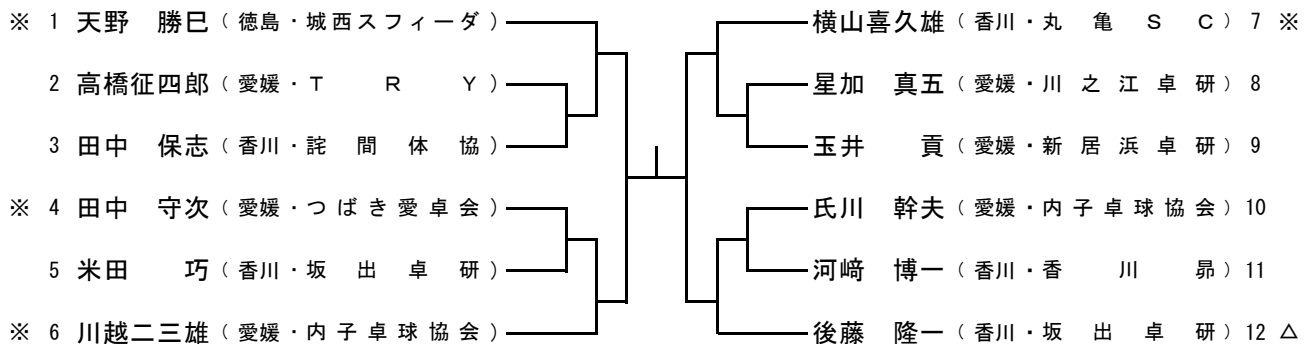 ※ 1 天野 勝巳 ( 徳島・城西スフィーダ )
2 高橋征四郎 ( 愛媛・T R Y )
3 田中 保志 ( 香川・詫間体協 )
※ 4 田中 守次 ( 愛媛・つばき愛卓会 )
5 米田 巧 ( 香川・坂出卓研 )
※ 6 川越二三雄 ( 愛媛・内子卓球協会 )
横山喜久雄 ( 香川・丸亀SC ) 7 ※
星加 真五 ( 愛媛・川之江卓研 ) 8
玉井 貢 ( 愛媛・新居浜卓研 ) 9
氏川 幹夫 ( 愛媛・内子卓球協会 ) 10
河﨑 博一 ( 香川・香川昴 ) 11
後藤 隆一 ( 香川・坂出卓研 ) 12 △